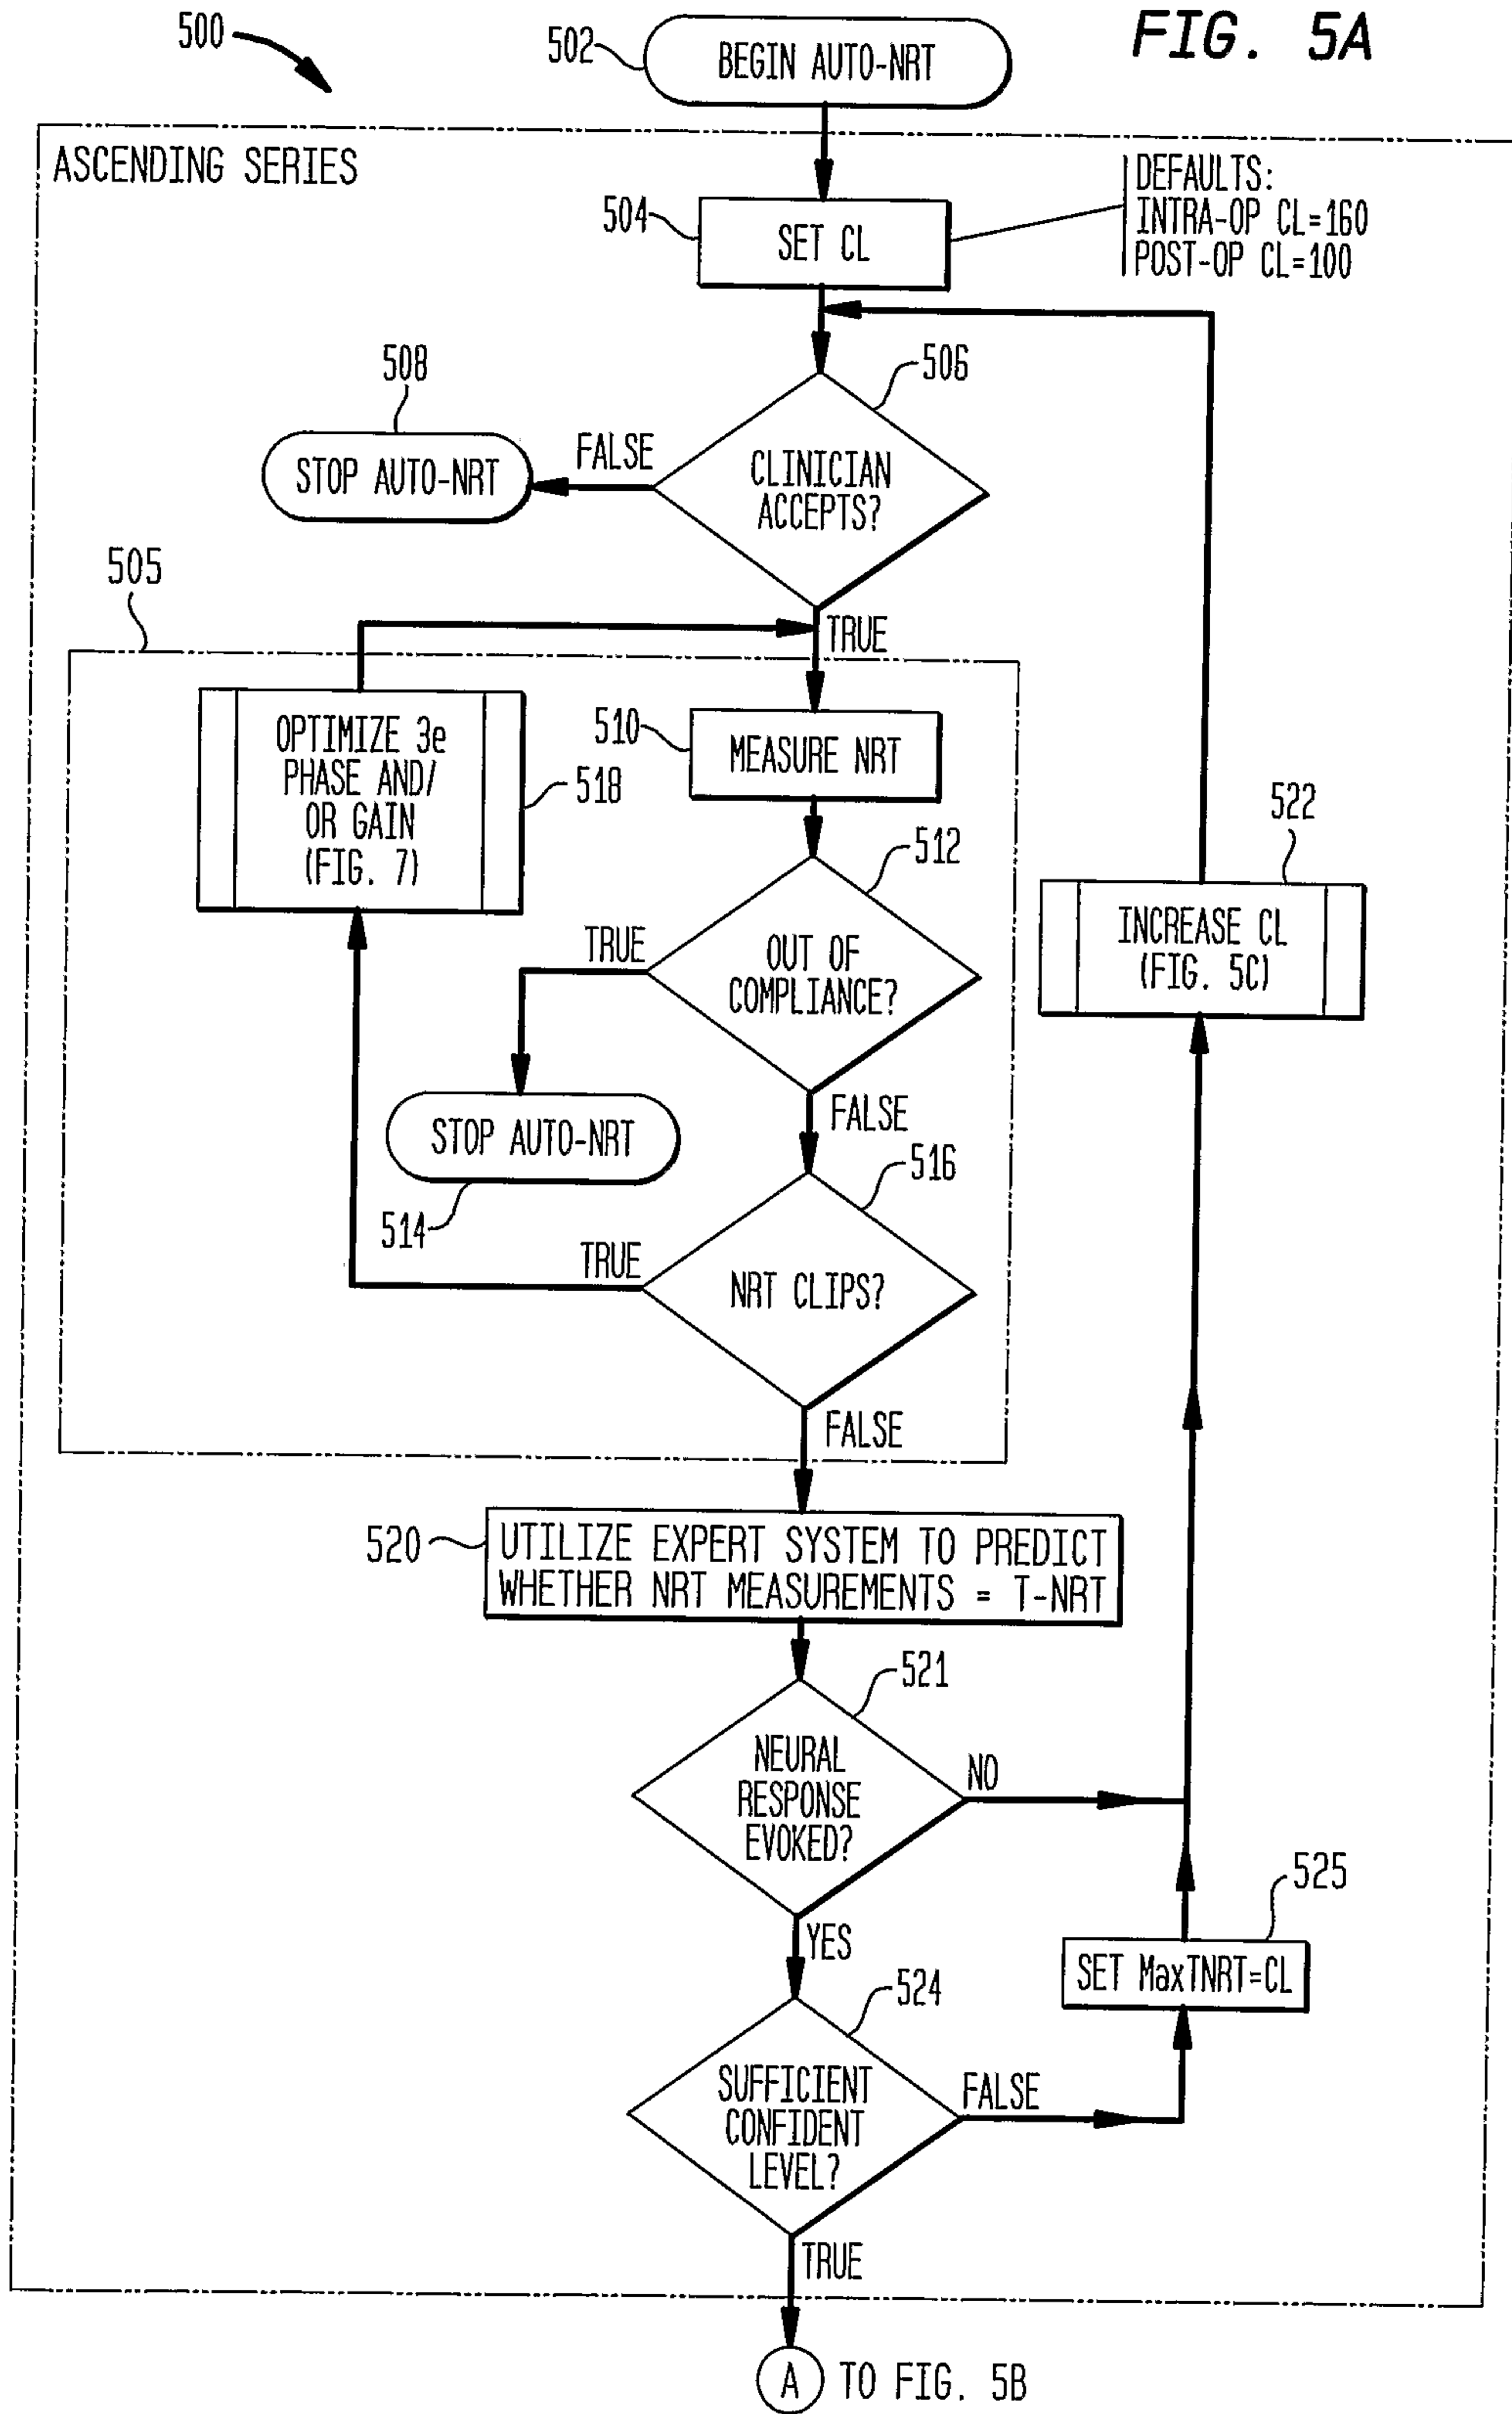 FIG. 5A
500
502
BEGIN AUTO-NRT
ASCENDING SERIES
504
SET CL
DEFAULTS:
INTRA-OP CL=160
POST-OP CL=100
506
CLINICIAN
ACCEPTS?
FALSE
508
STOP AUTO-NRT
505
TRUE
OPTIMIZE 3e
PHASE AND/
OR GAIN
(FIG. 7)
518
510
MEASURE NRT
512
OUT OF
COMPLIANCE?
TRUE
STOP AUTO-NRT
514
FALSE
516
NRT CLIPS?
TRUE
FALSE
522
INCREASE CL
(FIG. 5C)
520
UTILIZE EXPERT SYSTEM TO PREDICT
WHETHER NRT MEASUREMENTS = T-NRT
521
NEURAL
RESPONSE
EVOKED?
NO
YES
525
SET MaxTNRT=CL
524
SUFFICIENT
CONFIDENT
LEVEL?
FALSE
TRUE
A
TO FIG. 5B